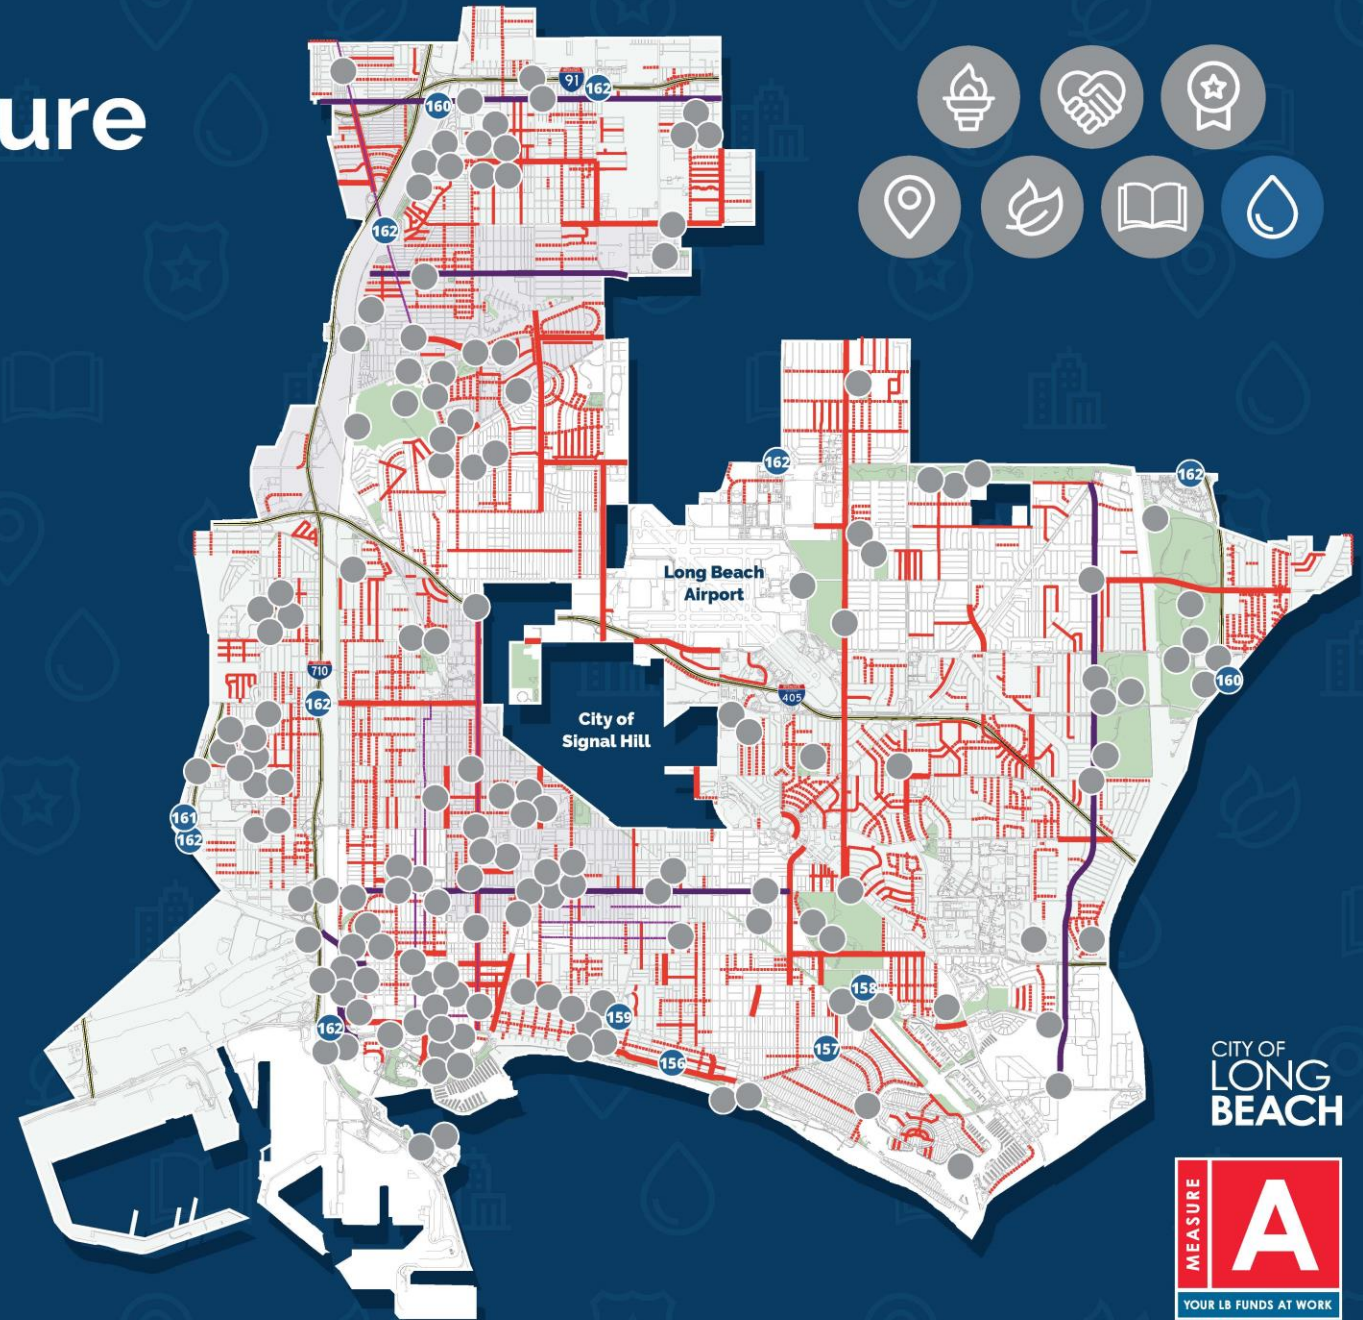 ure
91
162
160
162
162
162
Long Beach
Airport
710
162
405
160
City of
Signal Hill
161
162
158
159
162
157
156
CITY OF
LONG
BEACH
MEASURE
A
YOUR LB FUNDS AT WORK